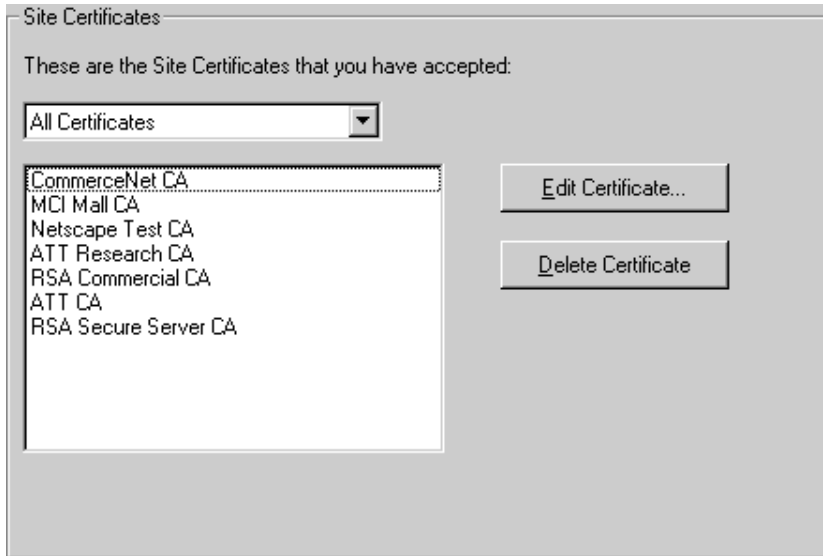 Site Certificates
These are the Site Certificates that you have accepted:
All Certificates
CommerceNet CA
MCI Mall CA
Netscape Test CA
ATT Research CA
RSA Commercial CA
ATT CA
RSA Secure Server CA
Edit Certificate...
Delete Certificate